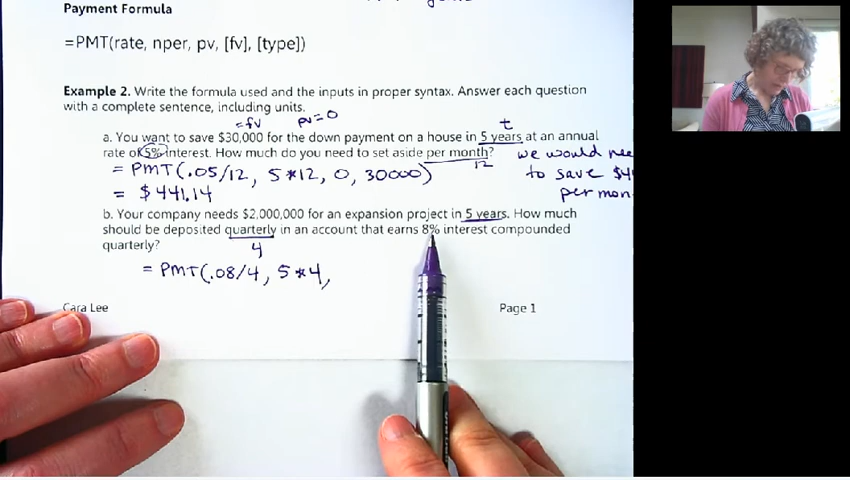 Payment Formula
=PMT(rate, nper, pv, [fv], [type])
Example 2. Write the formula used and the inputs in proper syntax. Answer each question
with a complete sentence, including units.
=fv pv=0 t
a. You want to save $30,000 for the down payment on a house in 5 years at an annual
rate of 5% interest. How much do you need to set aside per month? we would
12
= PMT(.05/12, 5*12, 0, 30000) to save
= $441.14 per
b. Your company needs $2,000,000 for an expansion project in 5 years. How much
should be deposited quarterly in an account that earns 8% interest compounded
quarterly? 4
= PMT(.08/4, 5*4,
Cara Lee Page 1